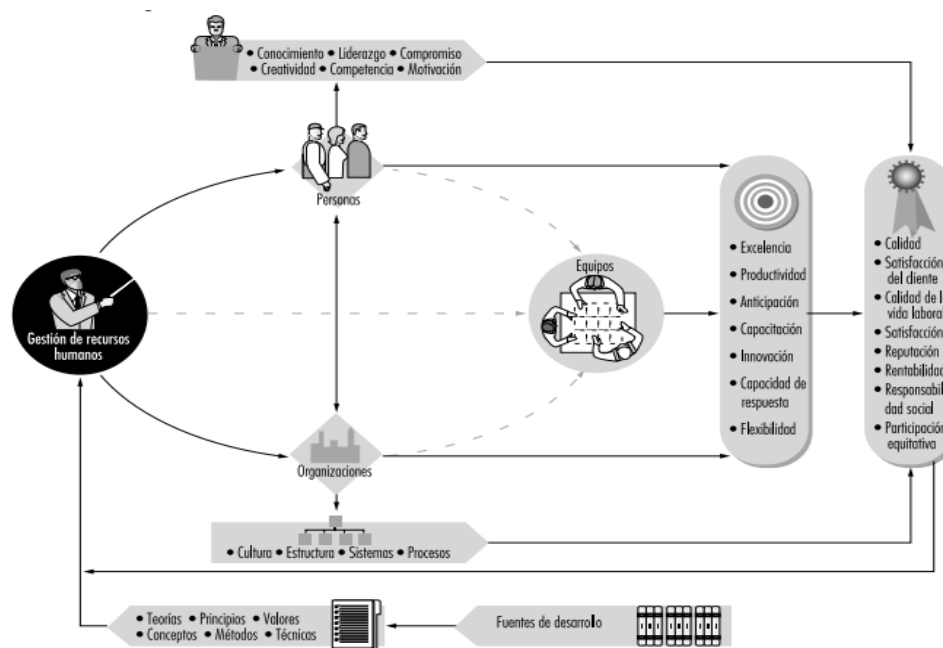 • Conocimiento • Liderazgo • Compromiso
• Creatividad • Competencia • Motivación
Personas
Gestión de recursos
humanos
Equipos
• Excelencia
• Productividad
• Anticipación
• Capacitación
• Innovación
• Capacidad de
respuesta
• Flexibilidad
• Calidad
• Satisfacción
del cliente
• Calidad de l
vida labora
• Satisfacción
• Reputación
• Rentabilidad
• Responsabil
dad social
• Participación
equitativa
Organizaciones
• Cultura • Estructura • Sistemas • Procesos
• Teorías • Principios • Valores
• Conceptos • Métodos • Técnicas
Fuentes de desarrollo